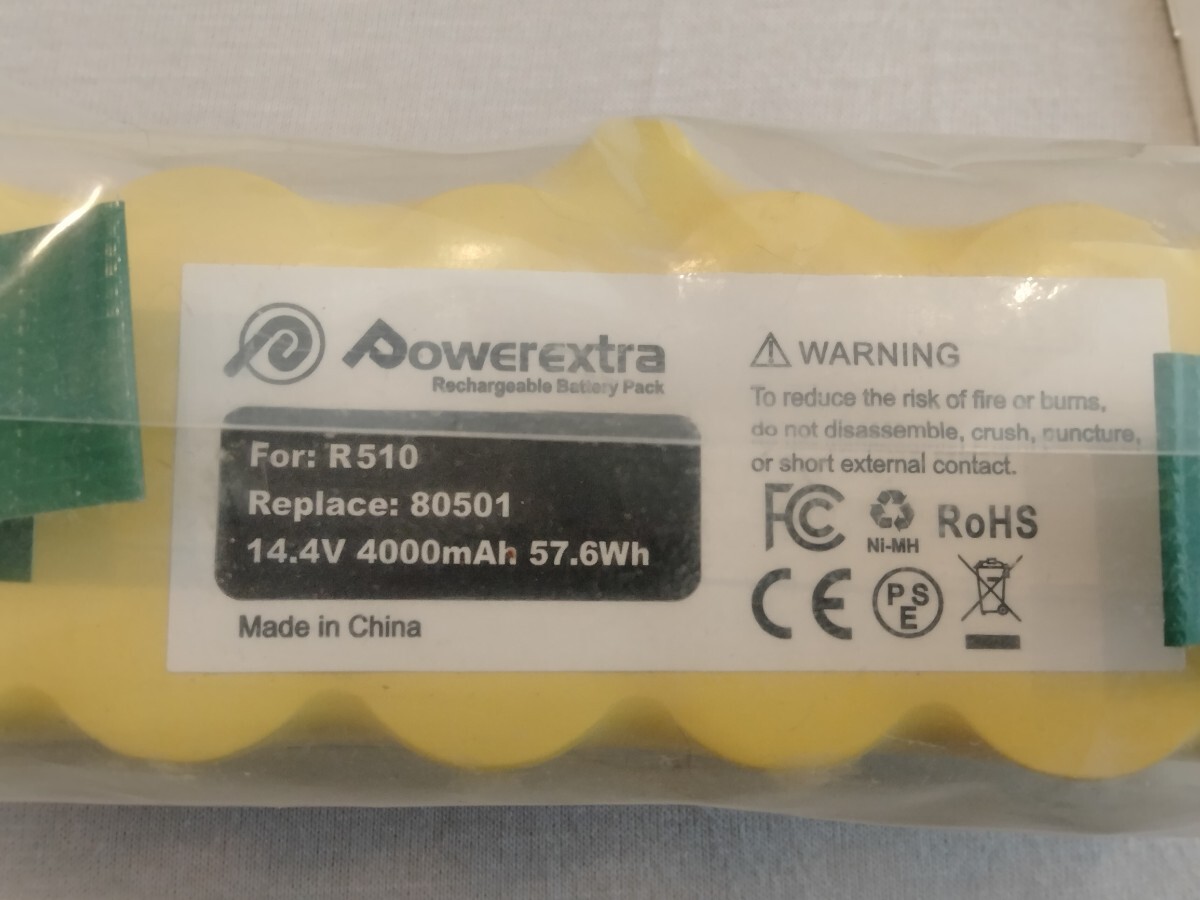 Powerextra
Rechargeable Battery Pack
For: R510
Replace: 80501
14.4V 4000mAh 57.6Wh
Made in China
WARNING
To reduce the risk of fire or burns,
do not disassemble, crush, puncture,
or short external contact.
FC
Ni-MH
RoHS
CE
PSE